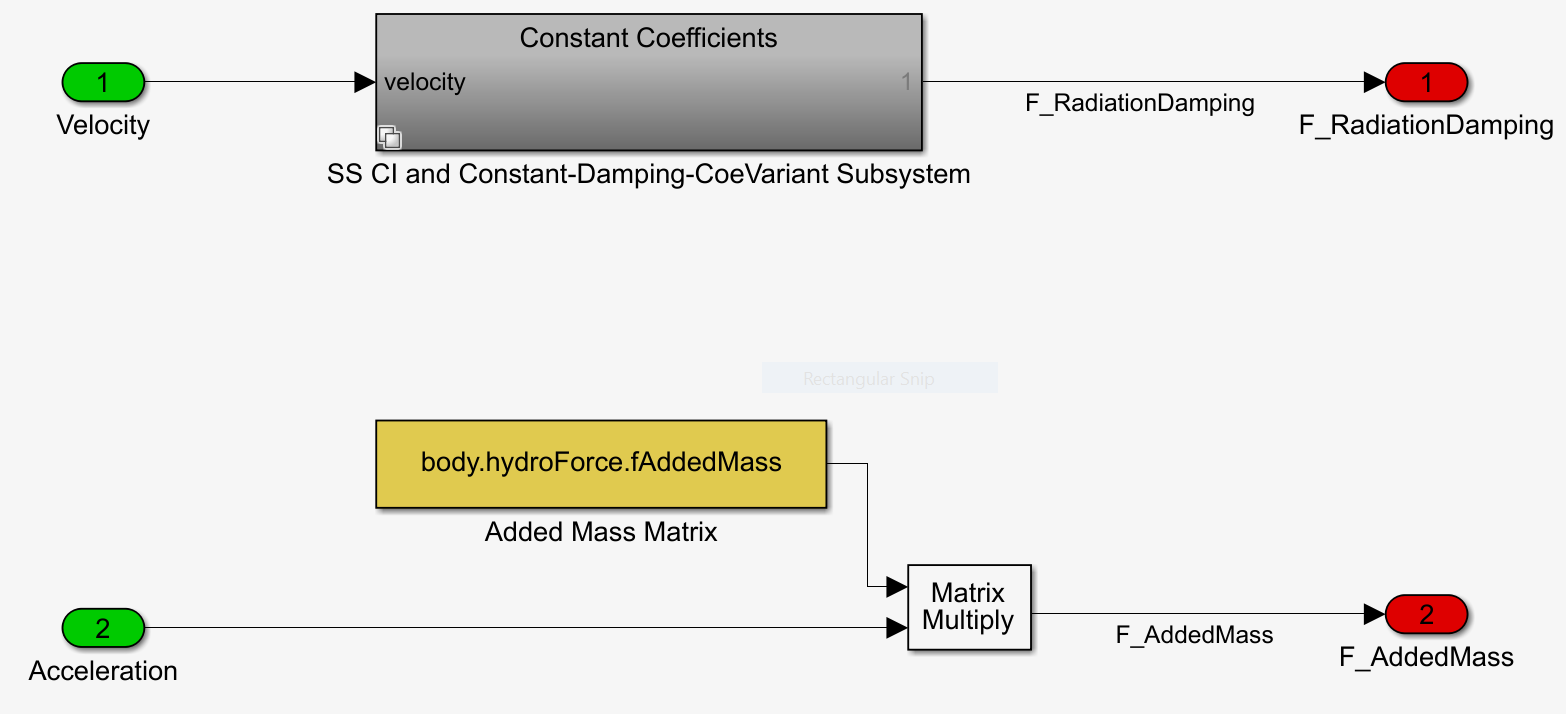 Constant Coefficients
1
velocity
1
1
F_RadiationDamping
Velocity
F_RadiationDamping
SS CI and Constant-Damping-CoeVariant Subsystem
Rectangular Snip
body.hydroForce.fAddedMass
Added Mass Matrix
Matrix
Multiply
2
2
F_AddedMass
Acceleration
F_AddedMass